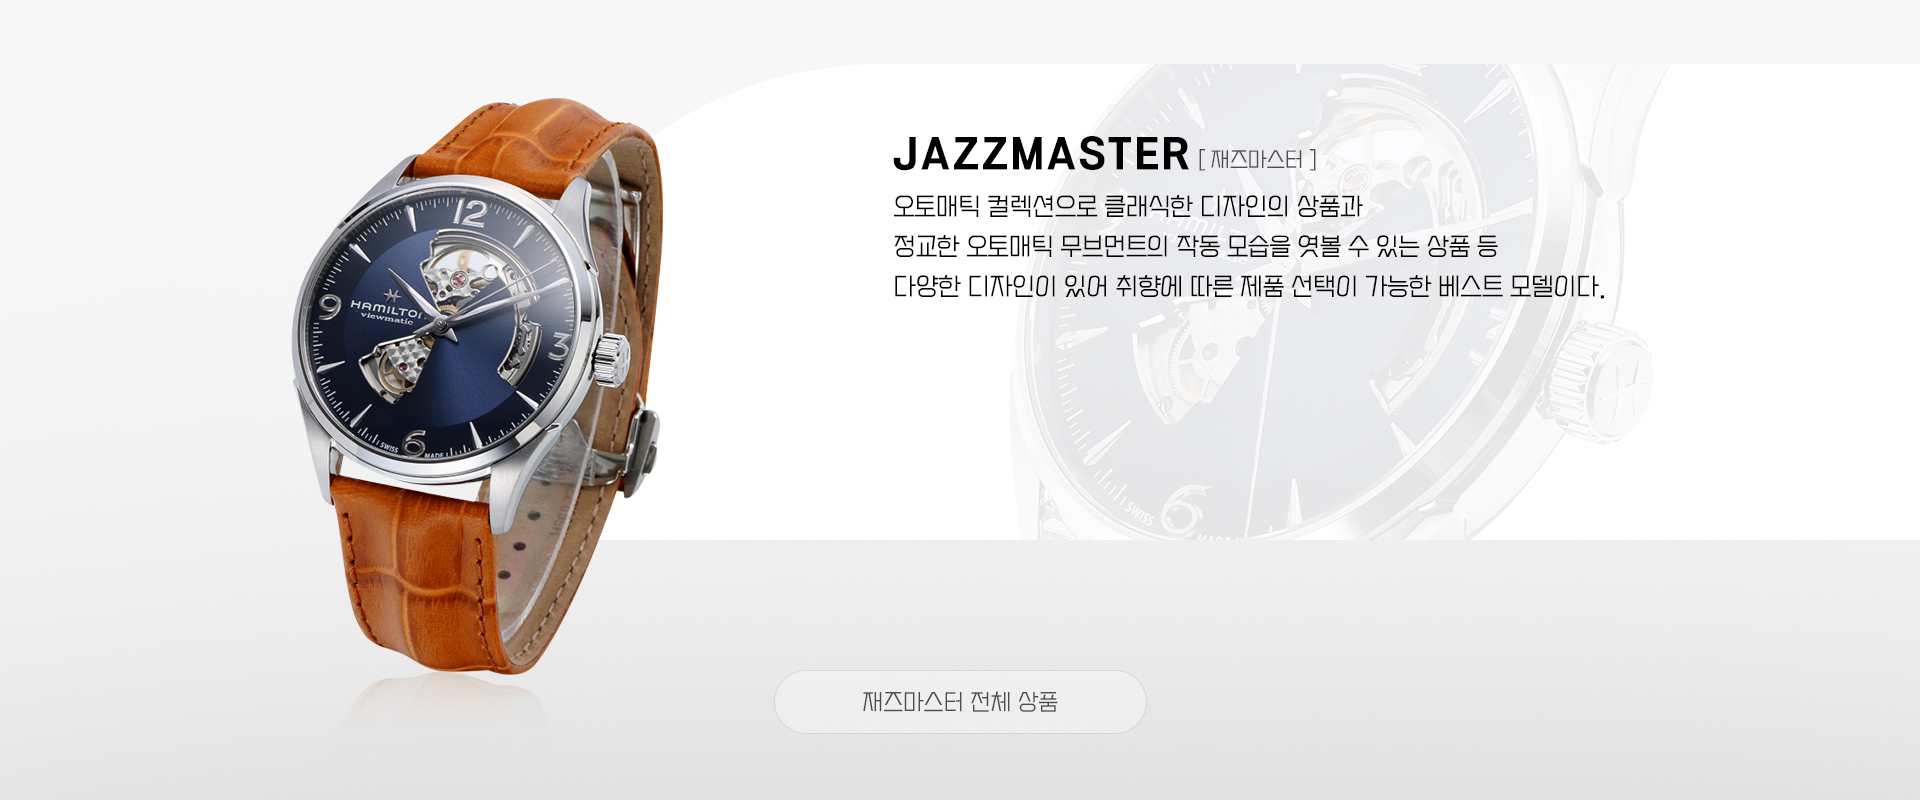 JAZZMASTER [ 재즈마스터 ]
오토매틱 컬렉션으로 클래식한 디자인의 상품과
정교한 오토매틱 무브먼트의 작동 모습을 엿볼 수 있는 상품 등
다양한 디자인이 있어 취향에 따른 제품 선택이 가능한 베스트 모델이다.
12
9
HAMILTON
viewmatic
3
6
SWISS
MADE
6
SWISS
재즈마스터 전체 상품